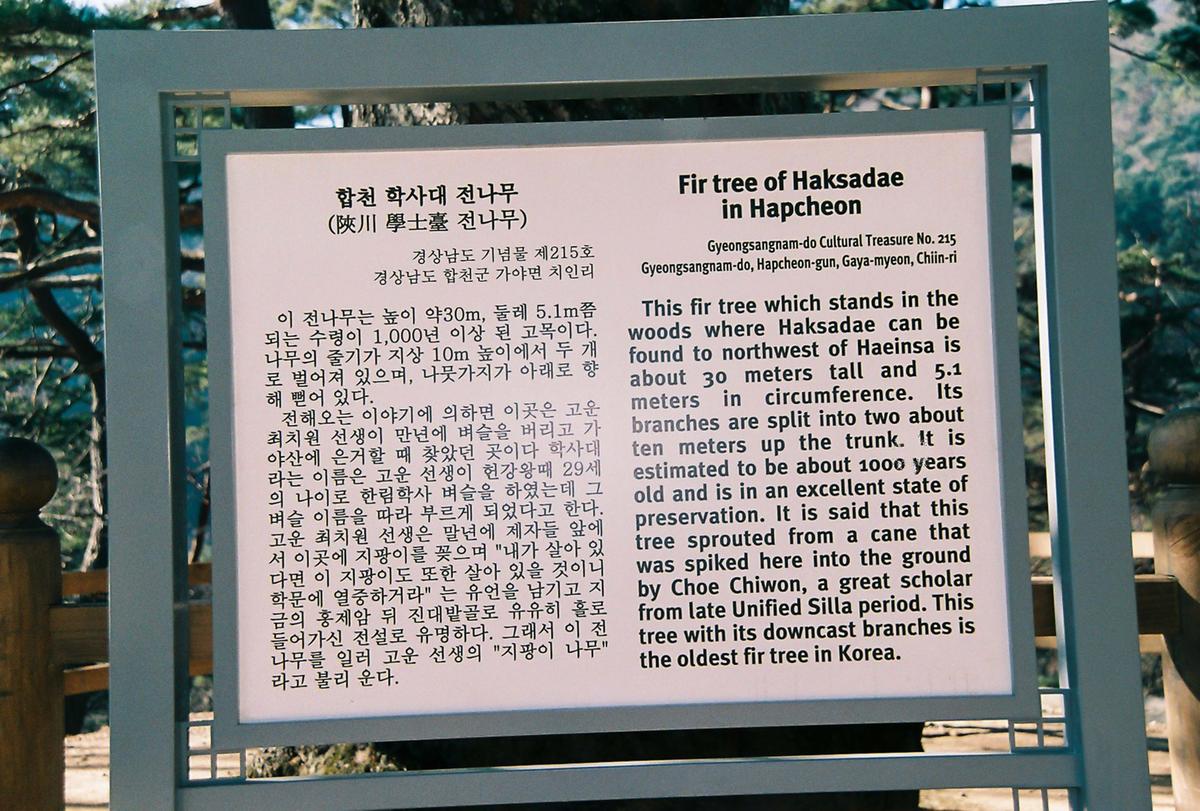 합천 학사대 전나무
(陜川 學士臺 전나무)
경상남도 기념물 제215호
경상남도 합천군 가야면 치인리
이 전나무는 높이 약30m, 둘레 5.1m쯤
되는 수령이 1,000년 이상 된 고목이다.
나무의 줄기가 지상 10m 높이에서 두 개
로 벌어져 있으며, 나뭇가지가 아래로 향
해 뻗어 있다.
전해오는 이야기에 의하면 이곳은 고운
최치원 선생이 만년에 벼슬을 버리고 가
야산에 은거할 때 찾았던 곳이다 학사대
라는 이름은 고운 선생이 헌강왕때 29세
의 나이로 한림학사 벼슬을 하였는데 그
벼슬 이름을 따라 부르게 되었다고 한다.
고운 최치원 선생은 말년에 제자들 앞에
서 이곳에 지팡이를 꽂으며 "내가 살아 있
다면 이 지팡이도 또한 살아 있을 것이니
학문에 열중하거라" 는 유언을 남기고 지
금의 홍제암 뒤 진대밭골로 유유히 홀로
들어가신 전설로 유명하다. 그래서 이 전
나무를 일러 고운 선생의 "지팡이 나무"
라고 불리 운다.
Fir tree of Haksadae
in Hapcheon
Gyeongsangnam-do Cultural Treasure No. 215
Gyeongsangnam-do, Hapcheon-gun, Gaya-myeon, Chiin-ri
This fir tree which stands in the
woods where Haksadae can be
found to northwest of Haeinsa is
about 30 meters tall and 5.1
meters in circumference. Its
branches are split into two about
ten meters up the trunk. It is
estimated to be about 1000 years
old and is in an excellent state of
preservation. It is said that this
tree sprouted from a cane that
was spiked here into the ground
by Choe Chiwon, a great scholar
from late Unified Silla period. This
tree with its downcast branches is
the oldest fir tree in Korea.